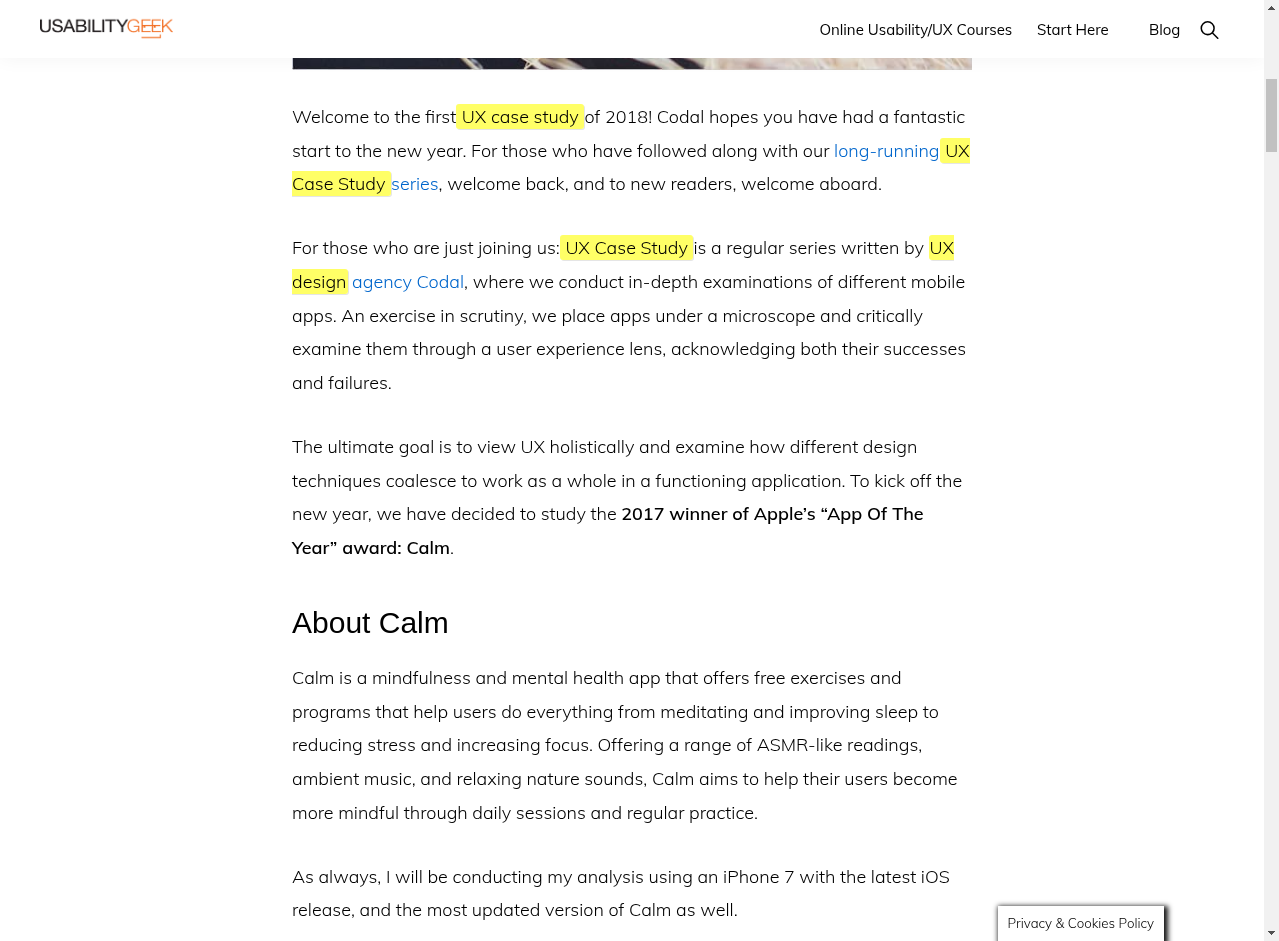 USABILITYGEEK
Online Usability/UX Courses Start Here Blog
Welcome to the first UX case study of 2018! Codal hopes you have had a fantastic
start to the new year. For those who have followed along with our long-running UX
Case Study series, welcome back, and to new readers, welcome aboard.
For those who are just joining us: UX Case Study is a regular series written by UX
design agency Codal, where we conduct in-depth examinations of different mobile
apps. An exercise in scrutiny, we place apps under a microscope and critically
examine them through a user experience lens, acknowledging both their successes
and failures.
The ultimate goal is to view UX holistically and examine how different design
techniques coalesce to work as a whole in a functioning application. To kick off the
new year, we have decided to study the 2017 winner of Apple’s “App Of The
Year” award: Calm.
About Calm
Calm is a mindfulness and mental health app that offers free exercises and
programs that help users do everything from meditating and improving sleep to
reducing stress and increasing focus. Offering a range of ASMR-like readings,
ambient music, and relaxing nature sounds, Calm aims to help their users become
more mindful through daily sessions and regular practice.
As always, I will be conducting my analysis using an iPhone 7 with the latest iOS
release, and the most updated version of Calm as well.
Privacy & Cookies Policy